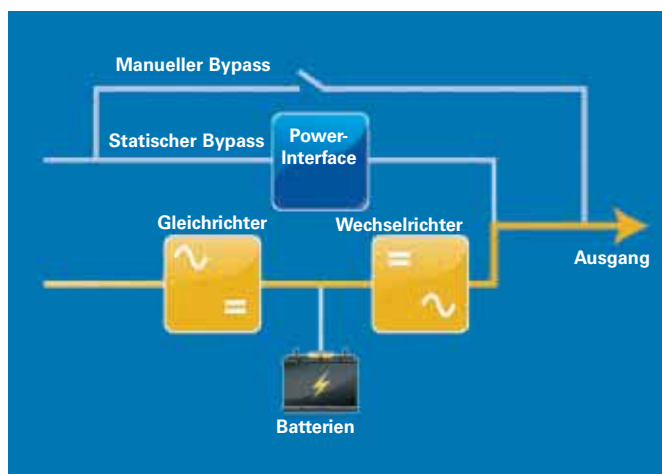 Manueller Bypass
Statischer Bypass
Power-
Interface
Gleichrichter
Wechselrichter
Ausgang
Batterien